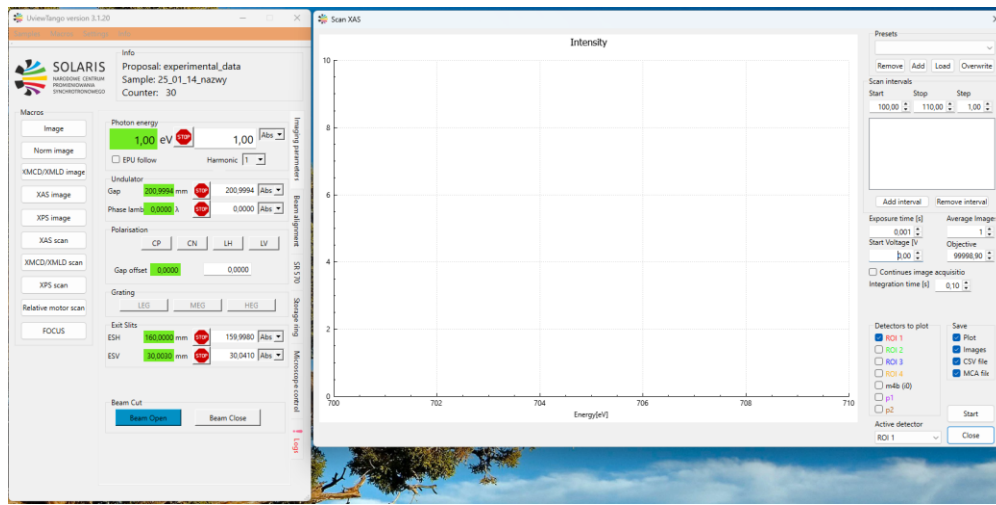 UviewTango version 3.1.20
Samples Macros Settings
SOLARIS
NARODOWE CENTRUM
PROMIENIOWANIA
SYNCHROTRONOWEGO
Info
Proposal: experimental_data
Sample: 25_01_14_nazwy
Counter: 30
Macros
Image
Norm image
XMCD/XMLD image
XAS image
XPS image
XAS scan
XMCD/XMLD scan
XPS scan
Relative motor scan
FOCUS
Photon energy
1,00 eV STOP 1,00 Abs
EPU follow Harmonic 1
Undulator
Gap 200,9994 mm STOP 200,9994 Abs
Phase lamb 0,0000 λ STOP 0,0000 Abs
Polarisation
CP CN LH LV
Gap offset 0,0000 0,0000
Grating
LEG MEG HEG
Exit Slits
ESH 160,0000 mm STOP 159,9980 Abs
ESV 30,0030 mm STOP 30,0410 Abs
Beam Cut
Beam Open Beam Close
Imaging parameters
Beam alignment
SR 570
Storage ring
Microscope control
! Logs
Scan XAS
Intensity
10
8
6
4
2
0
700 702 704 706 708 710
Energy[eV]
Presets
Remove Add Load Overwrite
Scan intervals
Start Stop Step
100,00 110,00 1,00
Add interval Remove interval
Exposure time [s] Average Images
0,001 1
Start Voltage [V Objective
0,00 99998,90
Continues image acquisitio
Integration time [s] 0,10
Detectors to plot
ROI 1
ROI 2
ROI 3
ROI 4
m4b (i0)
p1
p2
Active detector
ROI 1
Save
Plot
Images
CSV file
MCA file
Start
Close